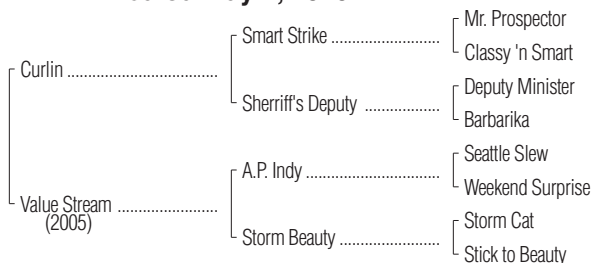 Mr. Prospector
Smart Strike ....................
Classy 'n Smart
Curlin ...........................
Deputy Minister
Sherriff's Deputy ..............
Barbarika
Seattle Slew
A.P. Indy ........................
Weekend Surprise
Value Stream ..................
(2005)
Storm Cat
Storm Beauty ..................
Stick to Beauty